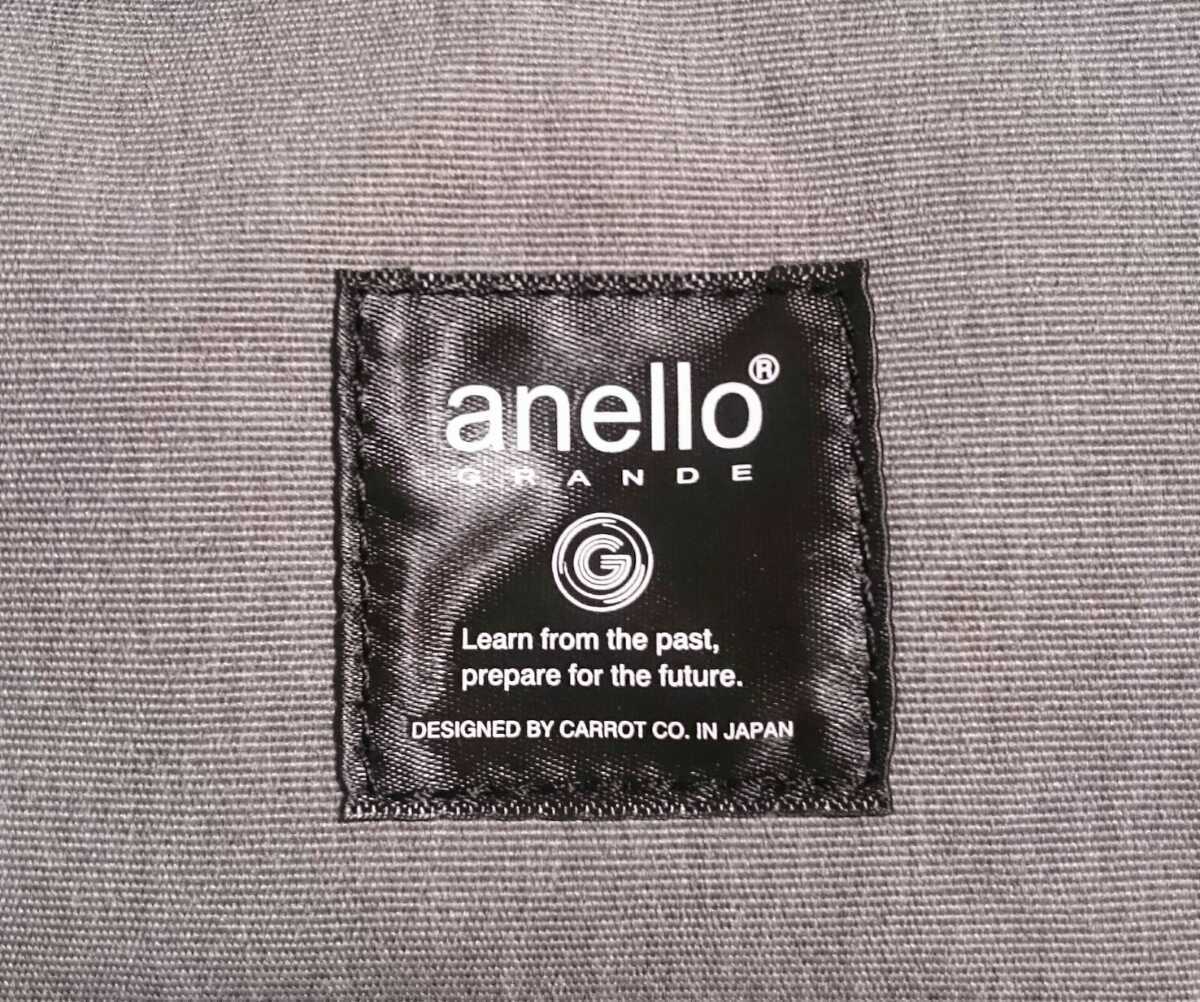 anello®
GRANDE
G
Learn from the past,
prepare for the future.
DESIGNED BY CARROT CO. IN JAPAN